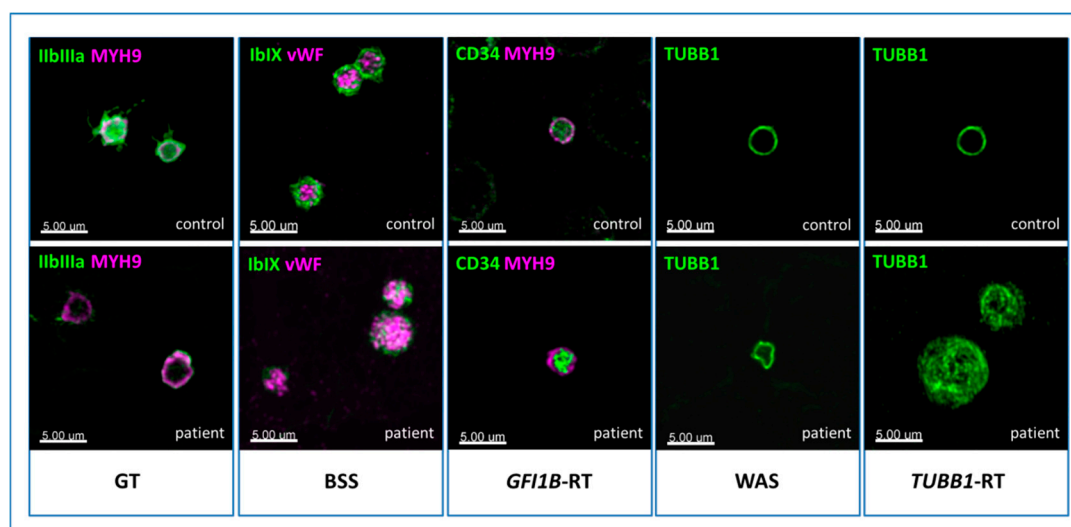 IIbIIIa MYH9
5.00 um
control
IbIX vWF
5.00 um
control
CD34 MYH9
5.00 um
control
TUBB1
5.00 um
control
TUBB1
5.00 um
control
IIbIIIa MYH9
5.00 um
patient
IbIX vWF
5.00 um
patient
CD34 MYH9
5.00 um
patient
TUBB1
5.00 um
patient
TUBB1
5.00 um
patient
GT
BSS
GFI1B-RT
WAS
TUBB1-RT